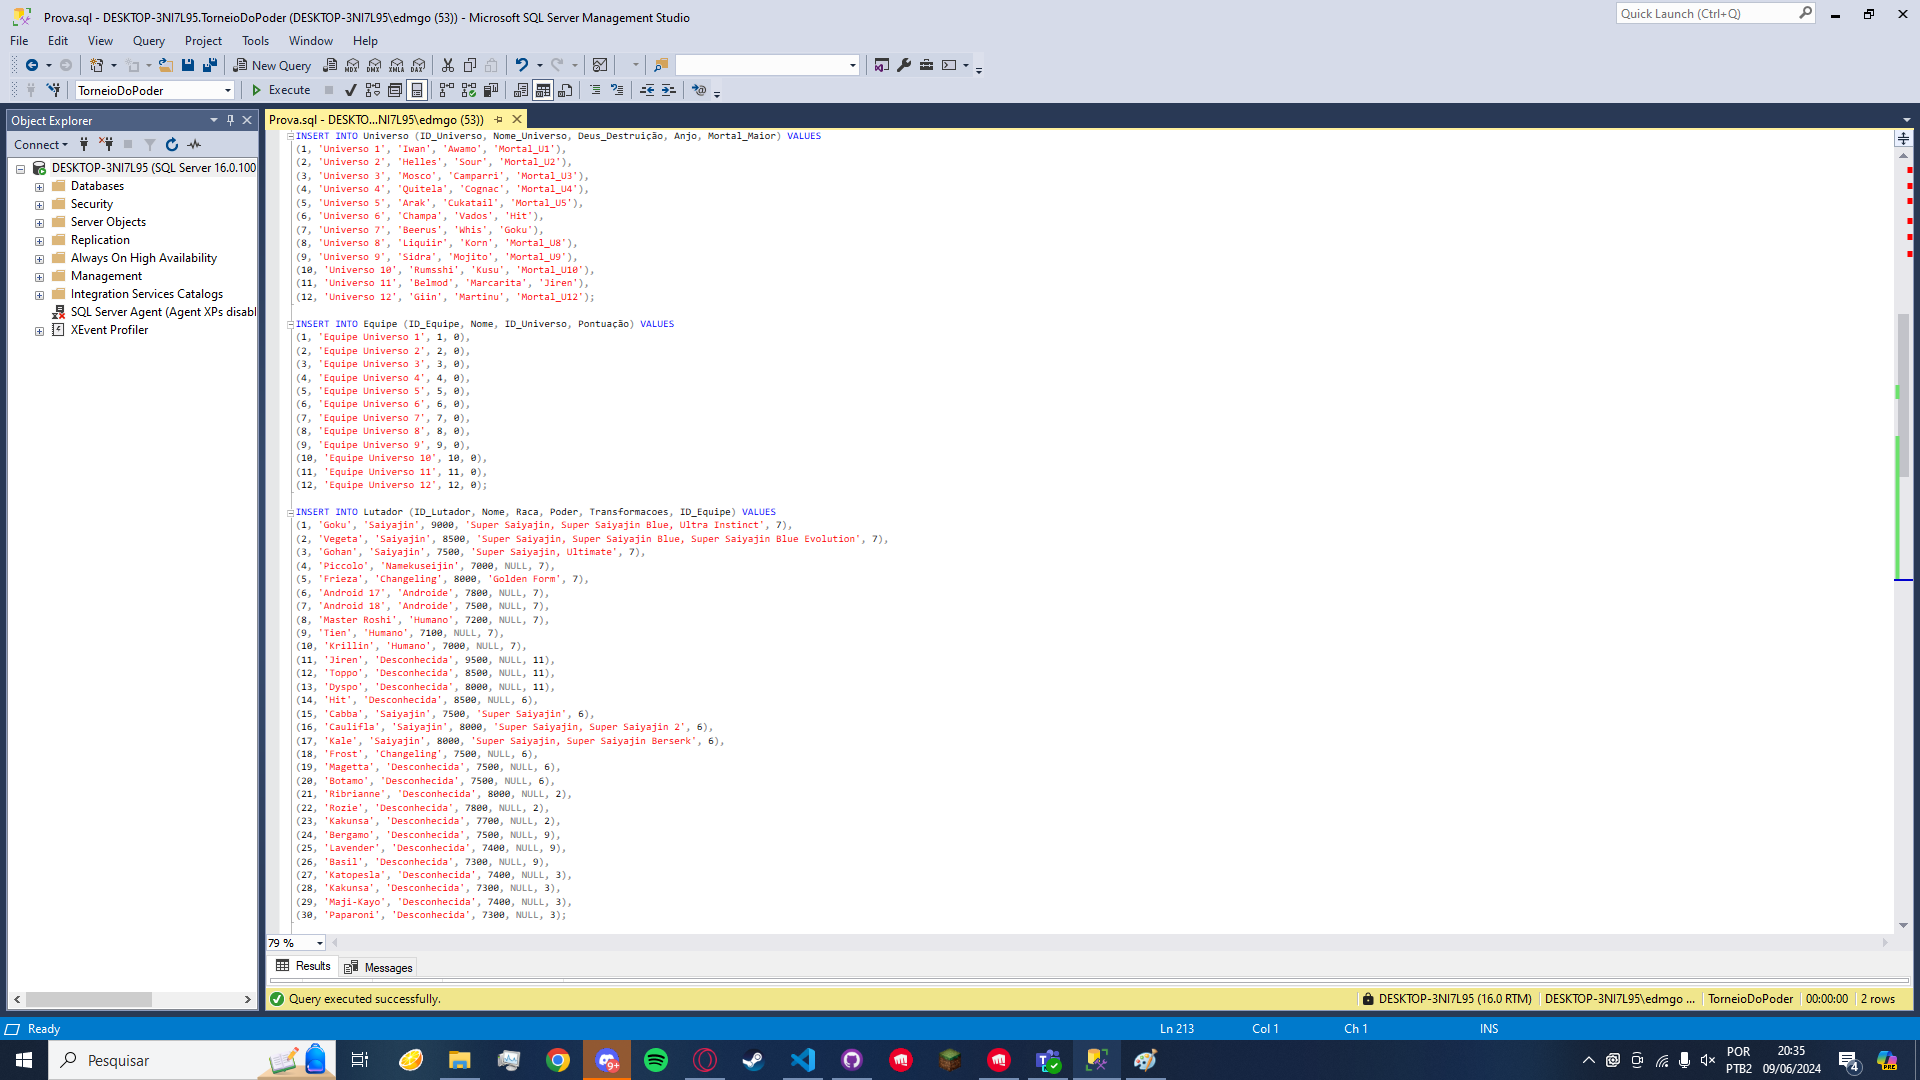 Prova.sql - DESKTOP-3NI7L95.TorneioDoPoder (DESKTOP-3NI7L95\edmgo (53)) - Microsoft SQL Server Management Studio
Quick Launch (Ctrl+Q)
File Edit View Query Project Tools Window Help
New Query
MDX DMX XMLA DAX
TorneioDoPoder
Execute
Object Explorer
Prova.sql - DESKTO...NI7L95\edmgo (53))
Connect
DESKTOP-3NI7L95 (SQL Server 16.0.100
Databases
Security
Server Objects
Replication
Always On High Availability
Management
Integration Services Catalogs
SQL Server Agent (Agent XPs disabl
XEvent Profiler
INSERT INTO Universo (ID_Universo, Nome_Universo, Deus_Destruição, Anjo, Mortal_Maior) VALUES
(1, 'Universo 1', 'Iwan', 'Awamo', 'Mortal_U1'),
(2, 'Universo 2', 'Helles', 'Sour', 'Mortal_U2'),
(3, 'Universo 3', 'Mosco', 'Camparri', 'Mortal_U3'),
(4, 'Universo 4', 'Quitela', 'Cognac', 'Mortal_U4'),
(5, 'Universo 5', 'Arak', 'Cukatail', 'Mortal_U5'),
(6, 'Universo 6', 'Champa', 'Vados', 'Hit'),
(7, 'Universo 7', 'Beerus', 'Whis', 'Goku'),
(8, 'Universo 8', 'Liquiir', 'Korn', 'Mortal_U8'),
(9, 'Universo 9', 'Sidra', 'Mojito', 'Mortal_U9'),
(10, 'Universo 10', 'Rumsshi', 'Kusu', 'Mortal_U10'),
(11, 'Universo 11', 'Belmod', 'Marcarita', 'Jiren'),
(12, 'Universo 12', 'Giin', 'Martinu', 'Mortal_U12');
INSERT INTO Equipe (ID_Equipe, Nome, ID_Universo, Pontuação) VALUES
(1, 'Equipe Universo 1', 1, 0),
(2, 'Equipe Universo 2', 2, 0),
(3, 'Equipe Universo 3', 3, 0),
(4, 'Equipe Universo 4', 4, 0),
(5, 'Equipe Universo 5', 5, 0),
(6, 'Equipe Universo 6', 6, 0),
(7, 'Equipe Universo 7', 7, 0),
(8, 'Equipe Universo 8', 8, 0),
(9, 'Equipe Universo 9', 9, 0),
(10, 'Equipe Universo 10', 10, 0),
(11, 'Equipe Universo 11', 11, 0),
(12, 'Equipe Universo 12', 12, 0);
INSERT INTO Lutador (ID_Lutador, Nome, Raca, Poder, Transformacoes, ID_Equipe) VALUES
(1, 'Goku', 'Saiyajin', 9000, 'Super Saiyajin, Super Saiyajin Blue, Ultra Instinct', 7),
(2, 'Vegeta', 'Saiyajin', 8500, 'Super Saiyajin, Super Saiyajin Blue, Super Saiyajin Blue Evolution', 7),
(3, 'Gohan', 'Saiyajin', 7500, 'Super Saiyajin, Ultimate', 7),
(4, 'Piccolo', 'Namekuseijin', 7000, NULL, 7),
(5, 'Frieza', 'Changeling', 8000, 'Golden Form', 7),
(6, 'Android 17', 'Androide', 7800, NULL, 7),
(7, 'Android 18', 'Androide', 7500, NULL, 7),
(8, 'Master Roshi', 'Humano', 7200, NULL, 7),
(9, 'Tien', 'Humano', 7100, NULL, 7),
(10, 'Krillin', 'Humano', 7000, NULL, 7),
(11, 'Jiren', 'Desconhecida', 9500, NULL, 11),
(12, 'Toppo', 'Desconhecida', 8500, NULL, 11),
(13, 'Dyspo', 'Desconhecida', 8000, NULL, 11),
(14, 'Hit', 'Desconhecida', 8500, NULL, 6),
(15, 'Cabba', 'Saiyajin', 7500, 'Super Saiyajin', 6),
(16, 'Caulifla', 'Saiyajin', 8000, 'Super Saiyajin, Super Saiyajin 2', 6),
(17, 'Kale', 'Saiyajin', 8000, 'Super Saiyajin, Super Saiyajin Berserk', 6),
(18, 'Frost', 'Changeling', 7500, NULL, 6),
(19, 'Magetta', 'Desconhecida', 7500, NULL, 6),
(20, 'Botamo', 'Desconhecida', 7500, NULL, 6),
(21, 'Ribrianne', 'Desconhecida', 8000, NULL, 2),
(22, 'Rozie', 'Desconhecida', 7800, NULL, 2),
(23, 'Kakunsa', 'Desconhecida', 7700, NULL, 2),
(24, 'Bergamo', 'Desconhecida', 7500, NULL, 9),
(25, 'Lavender', 'Desconhecida', 7400, NULL, 9),
(26, 'Basil', 'Desconhecida', 7300, NULL, 9),
(27, 'Katopesla', 'Desconhecida', 7400, NULL, 3),
(28, 'Kakunsa', 'Desconhecida', 7300, NULL, 3),
(29, 'Maji-Kayo', 'Desconhecida', 7400, NULL, 3),
(30, 'Paparoni', 'Desconhecida', 7300, NULL, 3);
79 %
Results Messages
Query executed successfully.
DESKTOP-3NI7L95 (16.0 RTM) DESKTOP-3NI7L95\edmgo ... TorneioDoPoder 00:00:00 2 rows
Ready Ln 213 Col 1 Ch 1 INS
Pesquisar
9+
POR
PTB2
20:35
09/06/2024
4
PRE